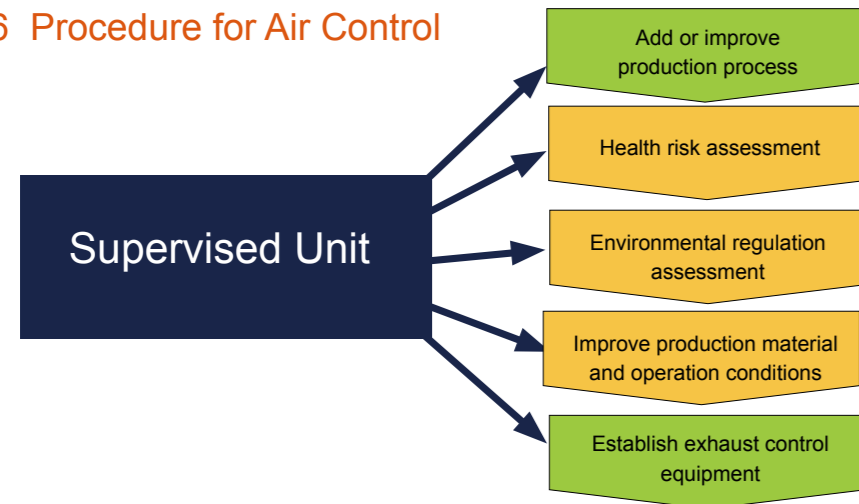 6 Procedure for Air Control
Add or improve
production process
Health risk assessment
Supervised Unit
Environmental regulation
assessment
Improve production material
and operation conditions
Establish exhaust control
equipment